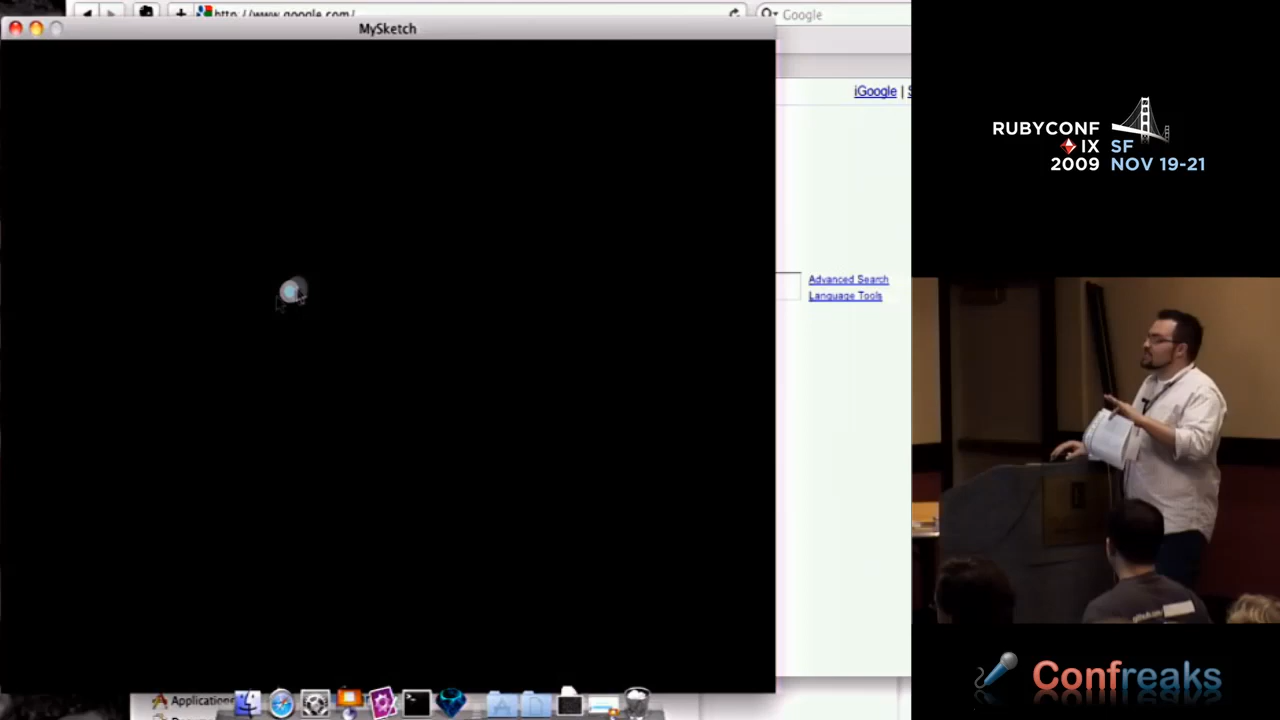 http://www.google.com/
Google
MySketch
iGoogle |
Advanced Search
Language Tools
Applications
RUBYCONF
IX SF
2009 NOV 19-21
github
Confreaks